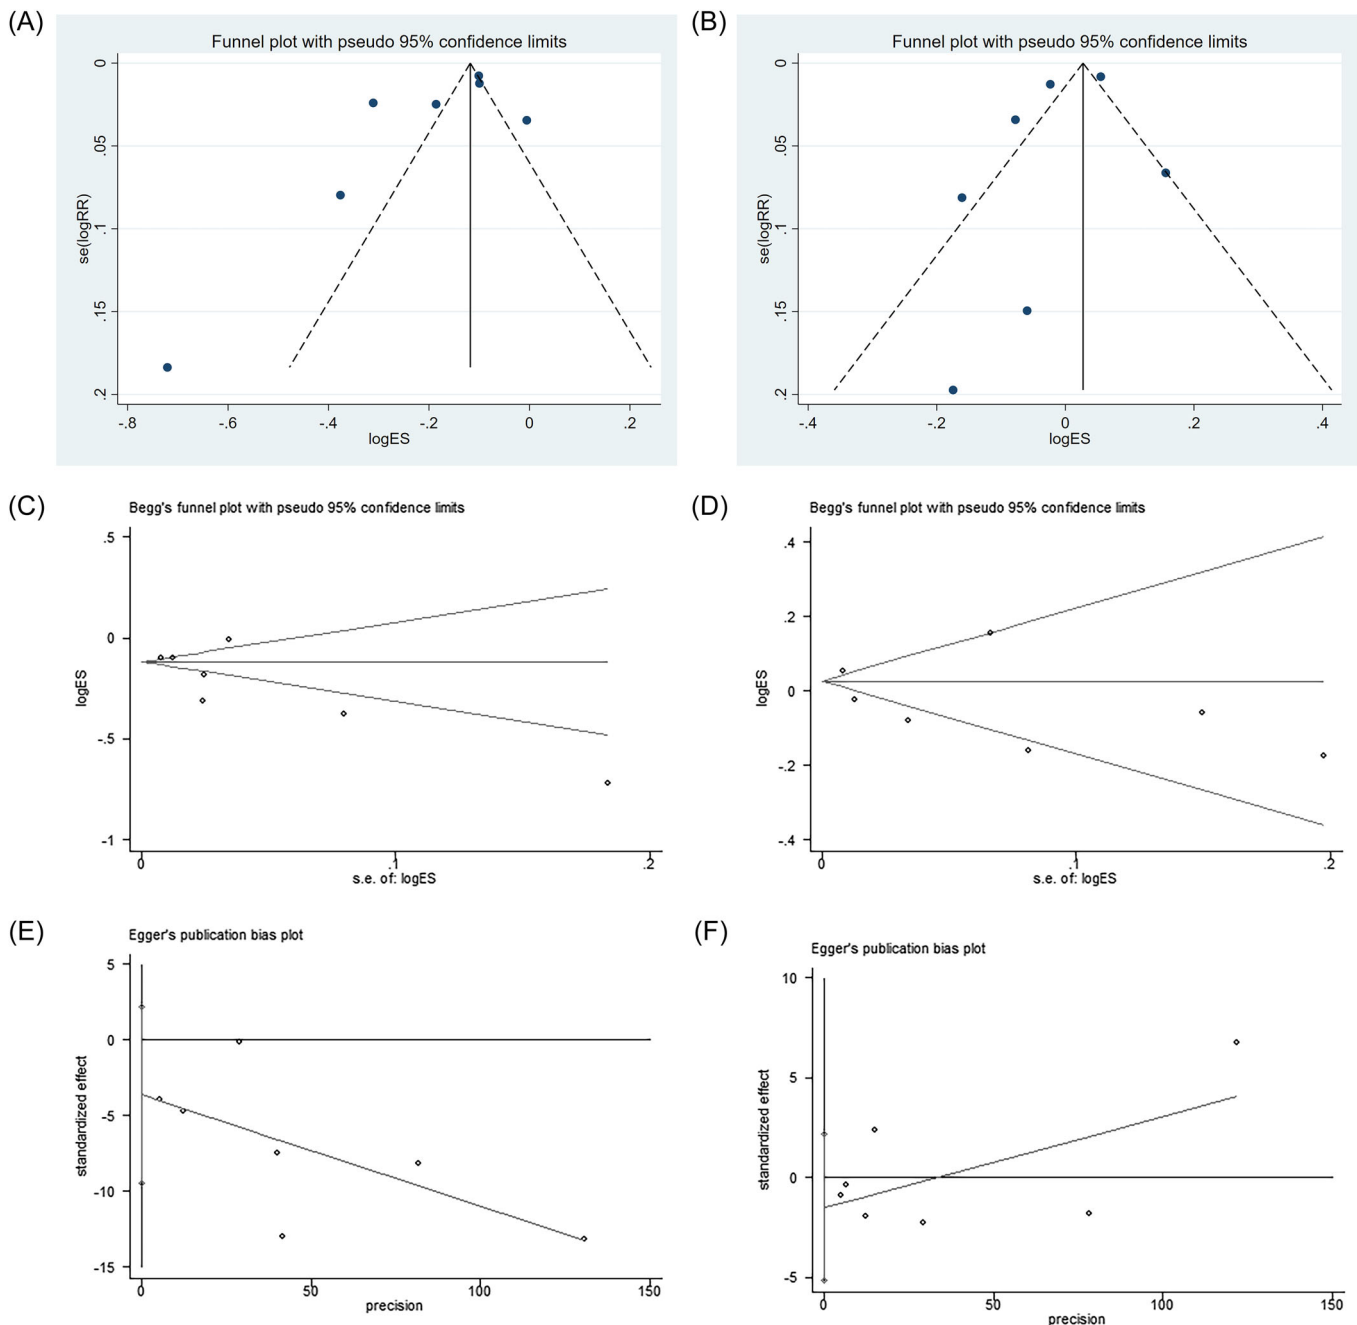 (A)
Funnel plot with pseudo 95% confidence limits
0
.05
.1
.15
.2
se(logRR)
-.8
-.6
-.4
-.2
0
.2
logES
(B)
Funnel plot with pseudo 95% confidence limits
0
.05
.1
.15
.2
se(logRR)
-.4
-.2
0
.2
.4
logES
(C)
Begg's funnel plot with pseudo 95% confidence limits
.5
0
-.5
-1
logES
0
.1
.2
s.e. of: logES
(D)
Begg's funnel plot with pseudo 95% confidence limits
.4
.2
0
-.2
-.4
logES
0
.1
.2
s.e. of: logES
(E)
Egger's publication bias plot
5
0
-5
-10
-15
standardized effect
0
50
100
150
precision
(F)
Egger's publication bias plot
10
5
0
-5
standardized effect
0
50
100
150
precision